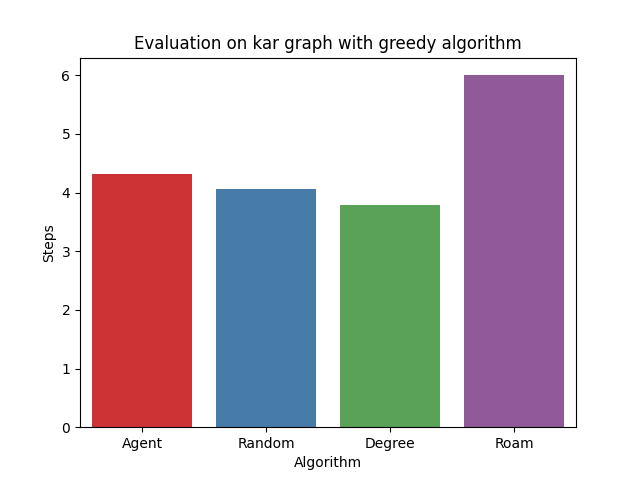 Evaluation on kar graph with greedy algorithm
6
5
4
3
2
1
0
Steps
Agent Random Degree Roam
Algorithm